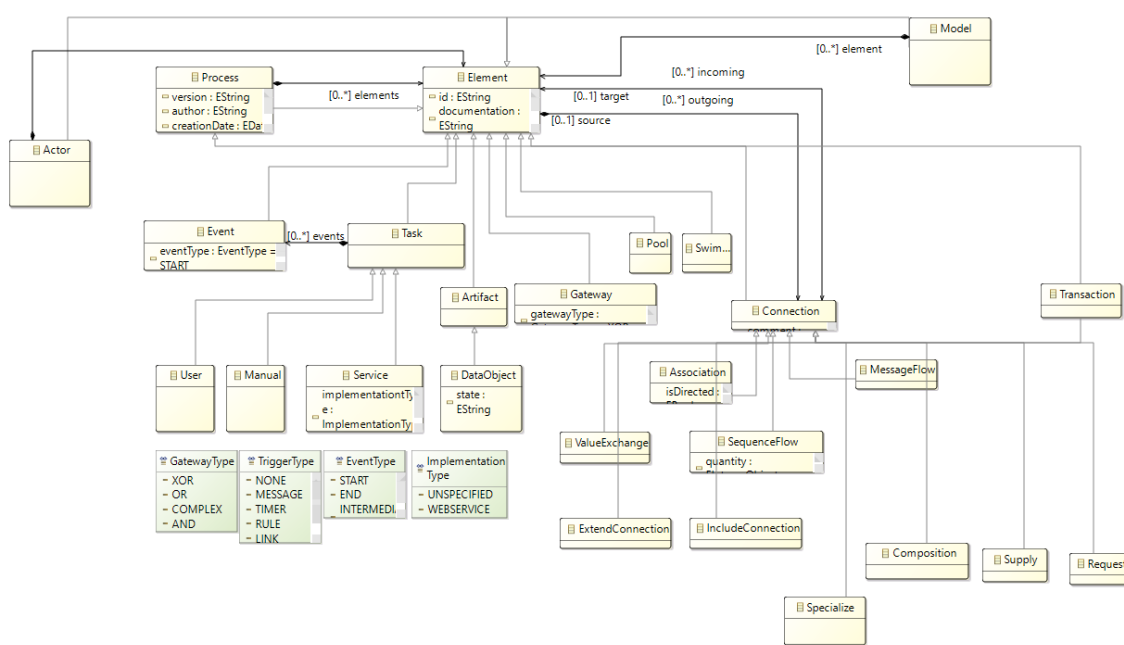 Model
[0..*] element
Process
version : EString
author : EString
creationDate : EDat
[0..*] elements
Element
id : EString
documentation :
EString
[0..*] incoming
[0..1] target
[0..*] outgoing
[0..1] source
Actor
Event
eventType : EventType =
START
[0..*] events
Task
Pool
Swim...
Artifact
Gateway
gatewayType :
Connection
comment :
Transaction
User
Manual
Service
implementationTy
e :
ImplementationTyp
DataObject
state :
EString
Association
isDirected :
MessageFlow
ValueExchange
SequenceFlow
quantity :
GatewayType
XOR
OR
COMPLEX
AND
TriggerType
NONE
MESSAGE
TIMER
RULE
LINK
EventType
START
END
INTERMEDI
Implementation
Type
UNSPECIFIED
WEBSERVICE
ExtendConnection
IncludeConnection
Composition
Supply
Request
Specialize